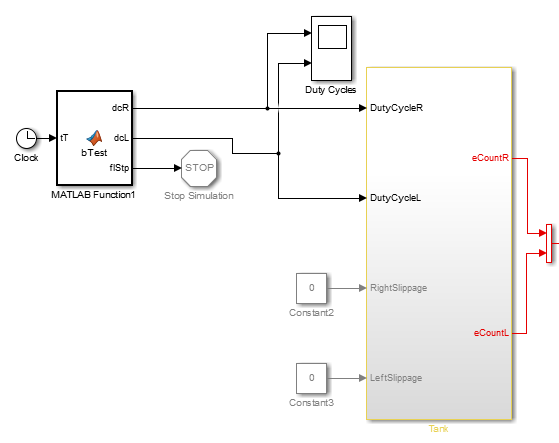 Duty Cycles
dcR
tT
dcL
bTest
flStp
Clock
MATLAB Function1
STOP
Stop Simulation
DutyCycleR
eCountR
DutyCycleL
0
RightSlippage
Constant2
eCountL
0
LeftSlippage
Constant3
Tank